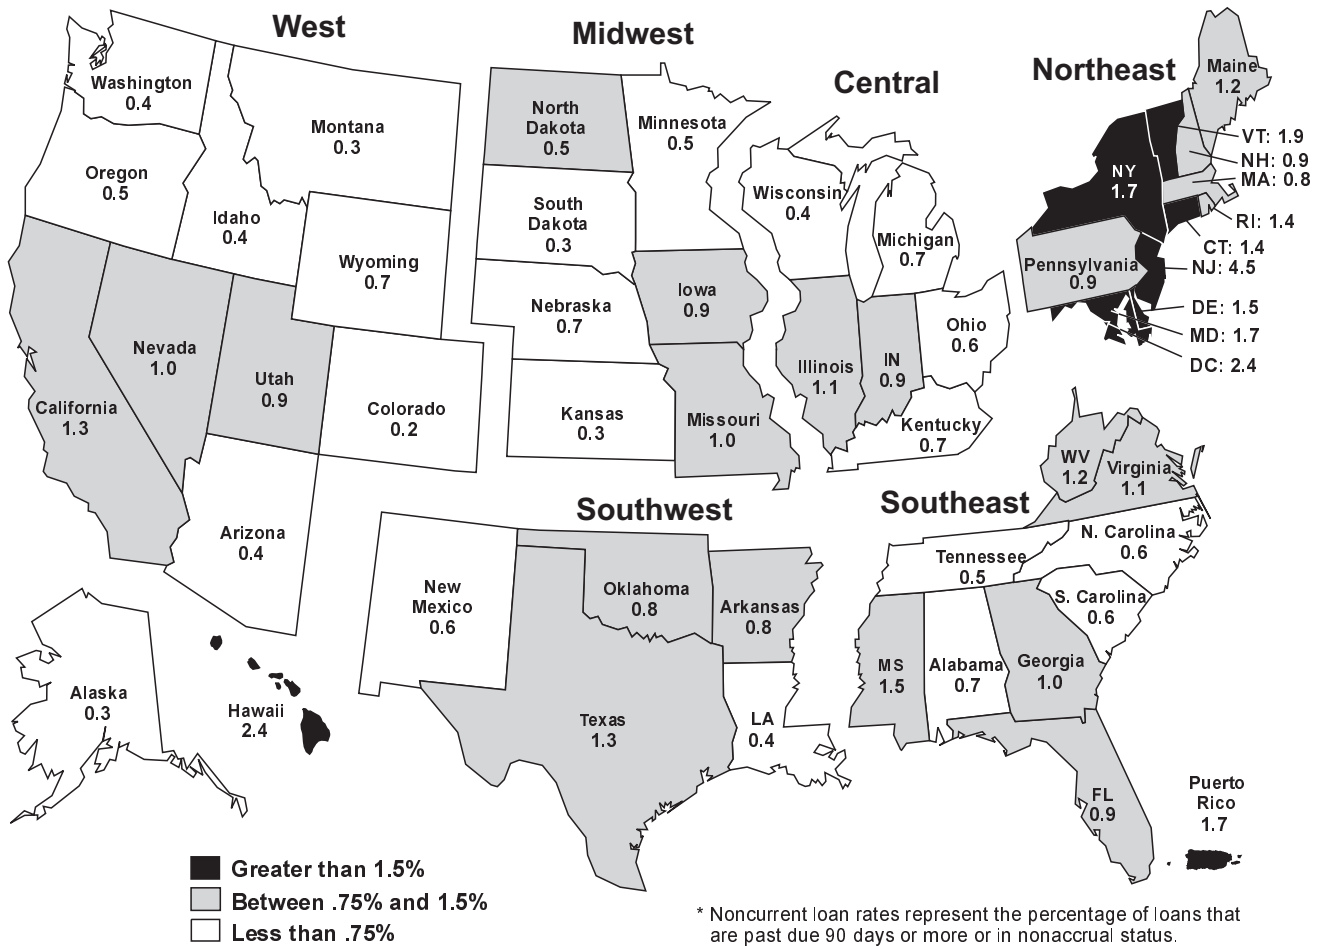 West
Washington
0.4
Oregon
0.5
Idaho
0.4
Montana
0.3
Wyoming
0.7
California
1.3
Nevada
1.0
Utah
0.9
Colorado
0.2
Arizona
0.4
Alaska
0.3
Hawaii
2.4
Midwest
North
Dakota
0.5
Minnesota
0.5
South
Dakota
0.3
Nebraska
0.7
Iowa
0.9
Kansas
0.3
Missouri
1.0
Central
Wisconsin
0.4
Michigan
0.7
Illinois
1.1
IN
0.9
Ohio
0.6
Kentucky
0.7
Northeast
Maine
1.2
VT: 1.9
NH: 0.9
MA: 0.8
NY
1.7
RI: 1.4
CT: 1.4
NJ: 4.5
Pennsylvania
0.9
DE: 1.5
MD: 1.7
DC: 2.4
Southwest
New
Mexico
0.6
Oklahoma
0.8
Arkansas
0.8
Texas
1.3
LA
0.4
Southeast
WV
1.2
Virginia
1.1
Tennessee
0.5
N. Carolina
0.6
S. Carolina
0.6
MS
1.5
Alabama
0.7
Georgia
1.0
FL
0.9
Puerto
Rico
1.7
Greater than 1.5%
Between .75% and 1.5%
Less than .75%
* Noncurrent loan rates represent the percentage of loans that
are past due 90 days or more or in nonaccrual status.